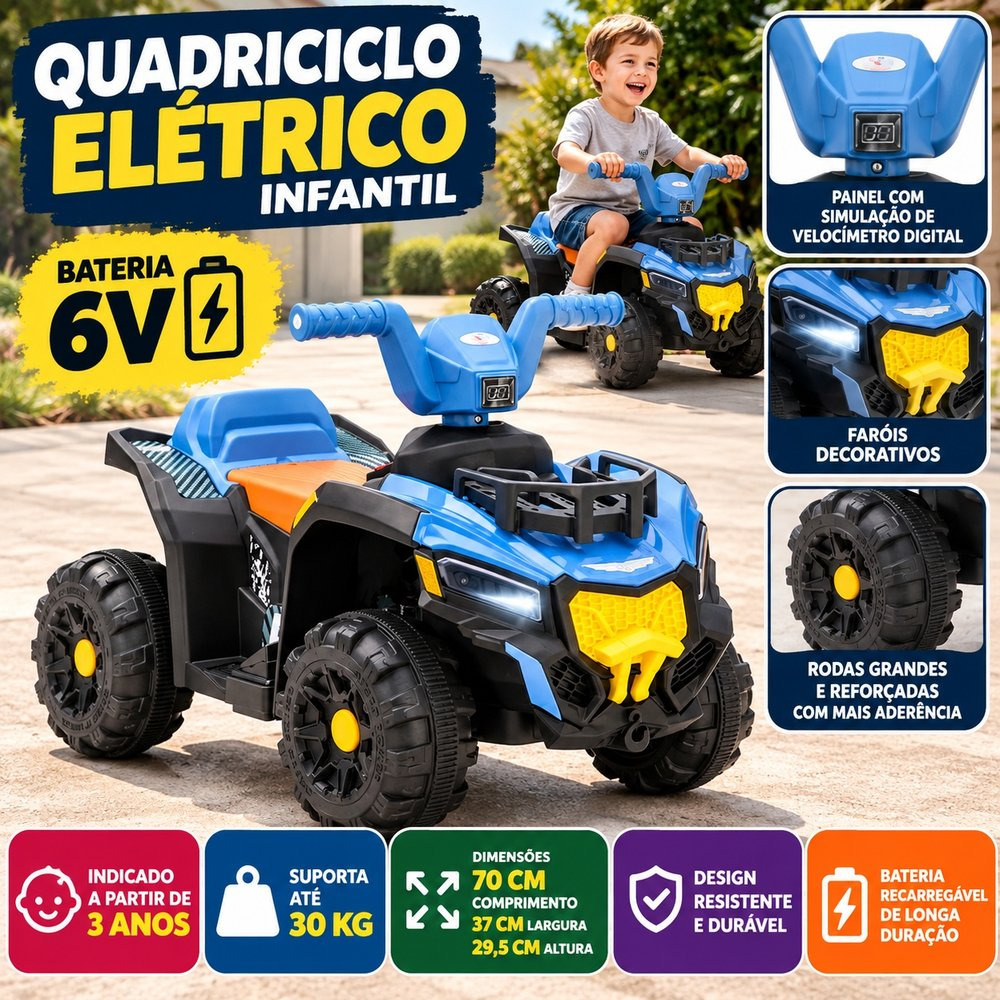 QUADRICICLO
ELÉTRICO
INFANTIL
BATERIA
6V
PAINEL COM
SIMULAÇÃO DE
VELOCÍMETRO DIGITAL
FARÓIS
DECORATIVOS
RODAS GRANDES
E REFORÇADAS
COM MAIS ADERÊNCIA
INDICADO
A PARTIR DE
3 ANOS
SUPORTA
ATÉ
30 KG
DIMENSÕES
70 CM
COMPRIMENTO
37 CM LARGURA
29,5 CM ALTURA
DESIGN
RESISTENTE
E DURÁVEL
BATERIA
RECARREGÁVEL
DE LONGA
DURAÇÃO